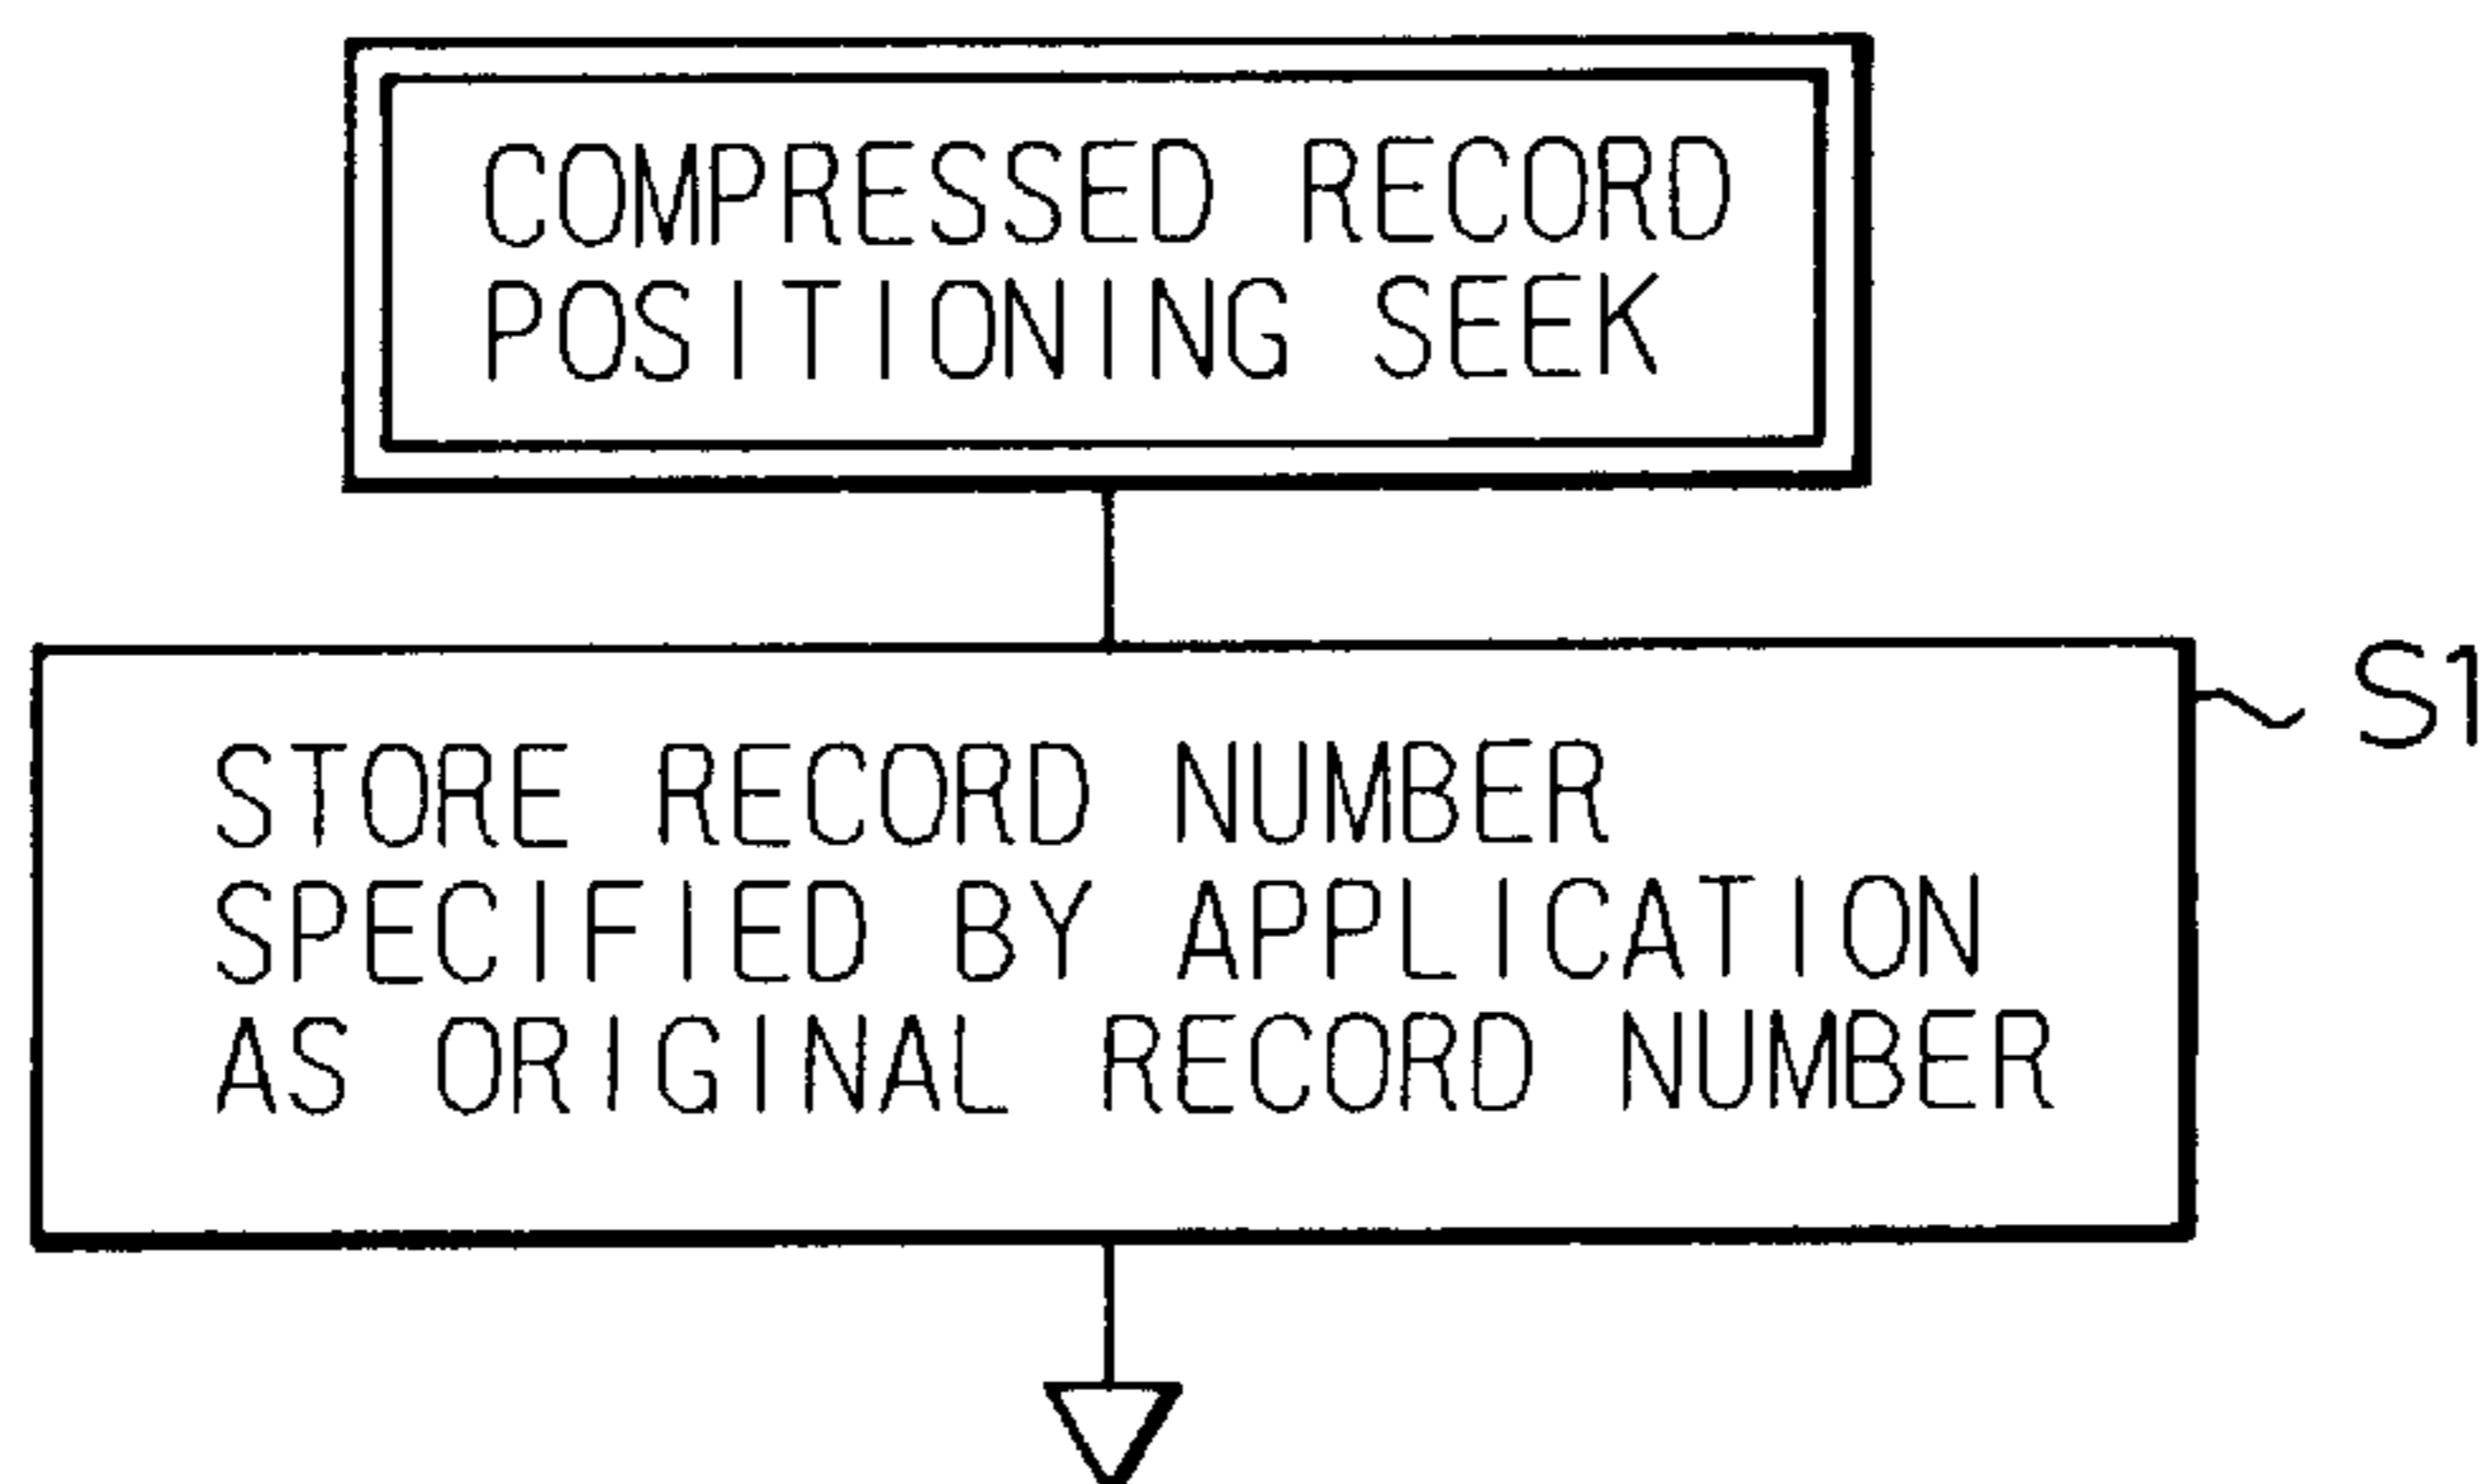 COMPRESSED RECORD
POSITIONING SEEK
S1
STORE RECORD NUMBER
SPECIFIED BY APPLICATION
AS ORIGINAL RECORD NUMBER